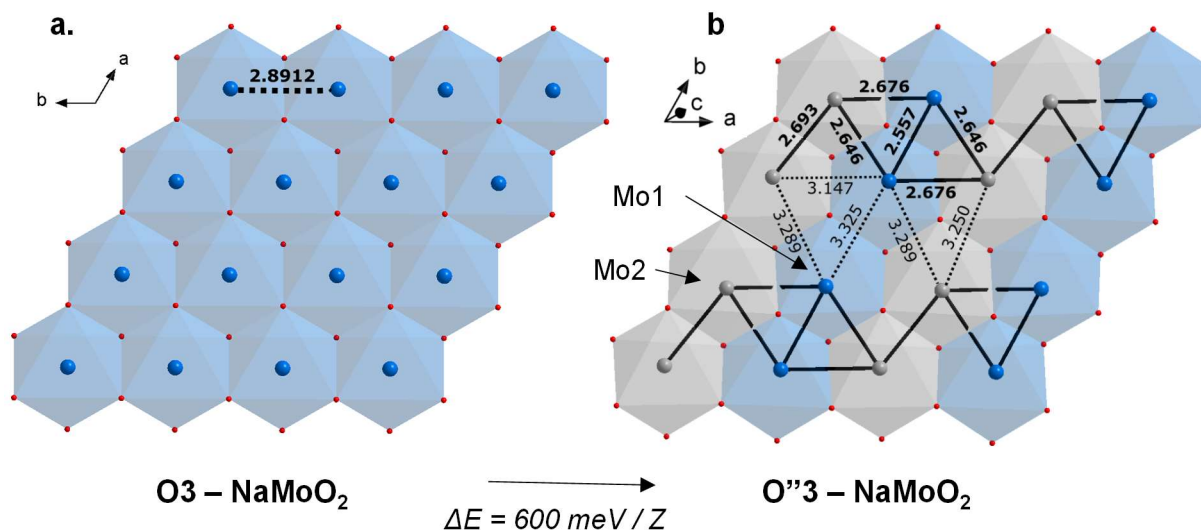 a.
a
b
2.8912
b
b
c
a
2.676
2.693
2.646
2.557
2.646
3.147
2.676
Mo1
3.289
3.325
3.289
3.250
Mo2
O3 – NaMoO₂
O”3 – NaMoO₂
ΔE = 600 meV / Z